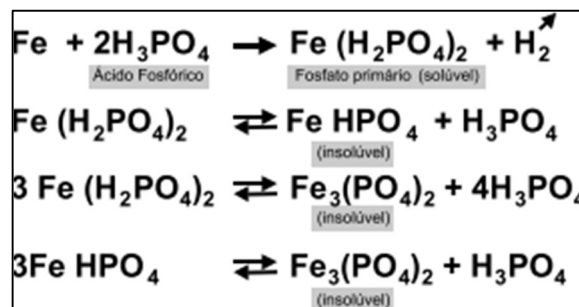 Fe + 2H₃PO₄ → Fe (H₂PO₄)₂ + H₂↗
Ácido Fosfórico Fosfato primário (solúvel)
Fe (H₂PO₄)₂ ⇌ Fe HPO₄ + H₃PO₄
(insolúvel)
3 Fe (H₂PO₄)₂ ⇌ Fe₃(PO₄)₂ + 4H₃PO₄
(insolúvel)
3Fe HPO₄ ⇌ Fe₃(PO₄)₂ + H₃PO₄
(insolúvel)